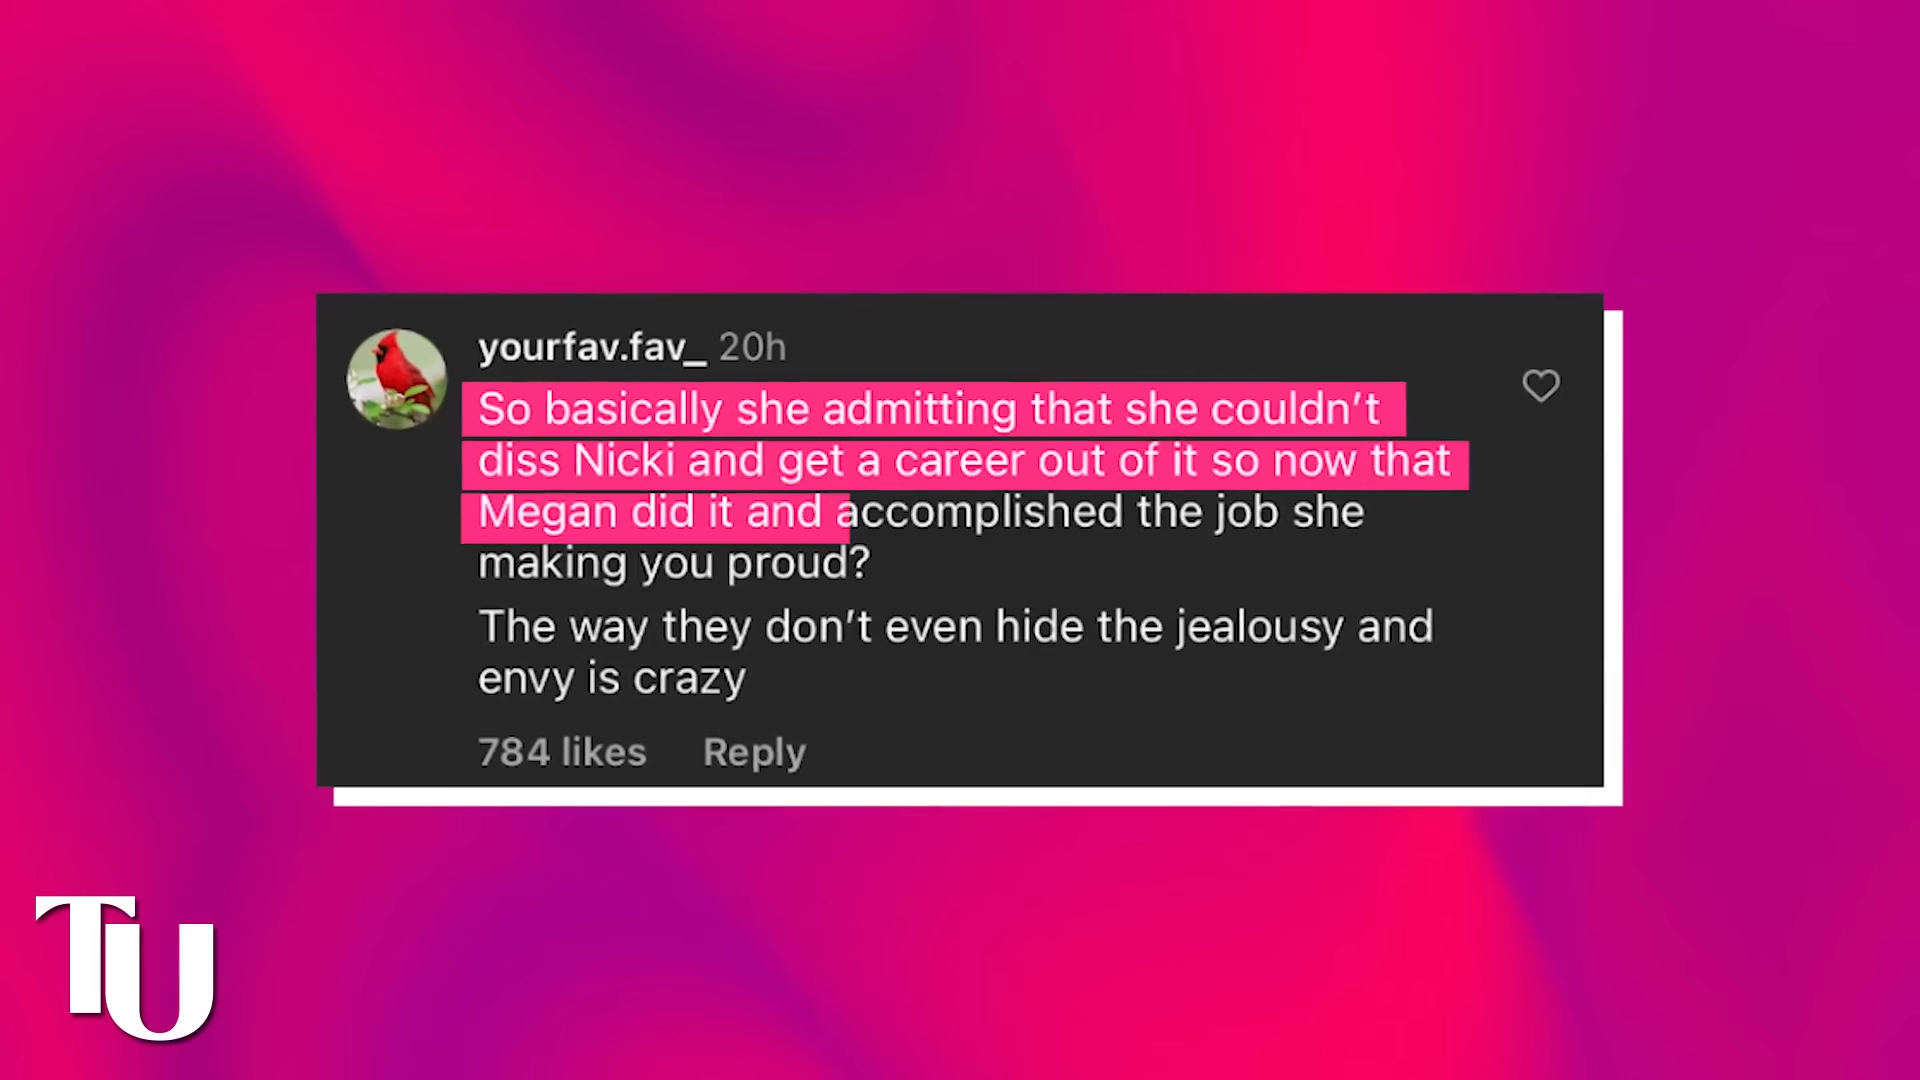 yourfav.fav_ 20h
So basically she admitting that she couldn't
diss Nicki and get a career out of it so now that
Megan did it and accomplished the job she
making you proud?
The way they don't even hide the jealousy and
envy is crazy
784 likes Reply
TU